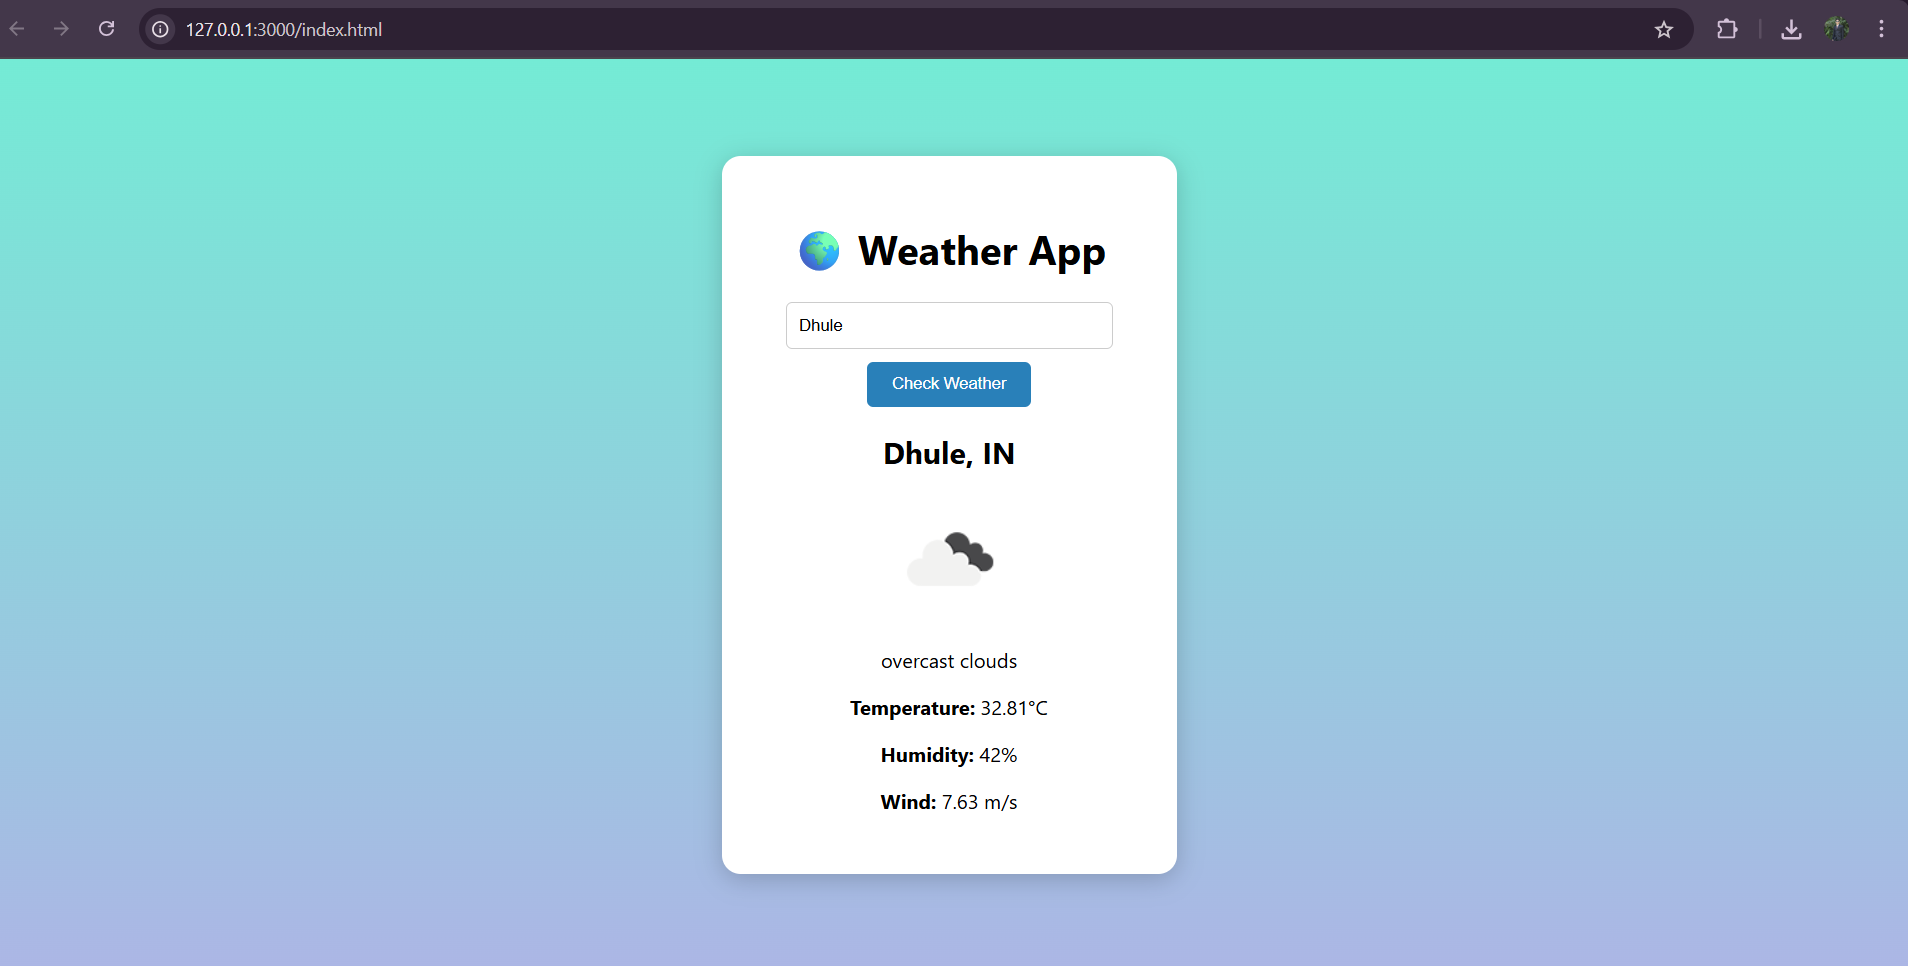 127.0.0.1:3000/index.html
🌍 Weather App
Dhule
Check Weather
Dhule, IN
overcast clouds
Temperature: 32.81°C
Humidity: 42%
Wind: 7.63 m/s